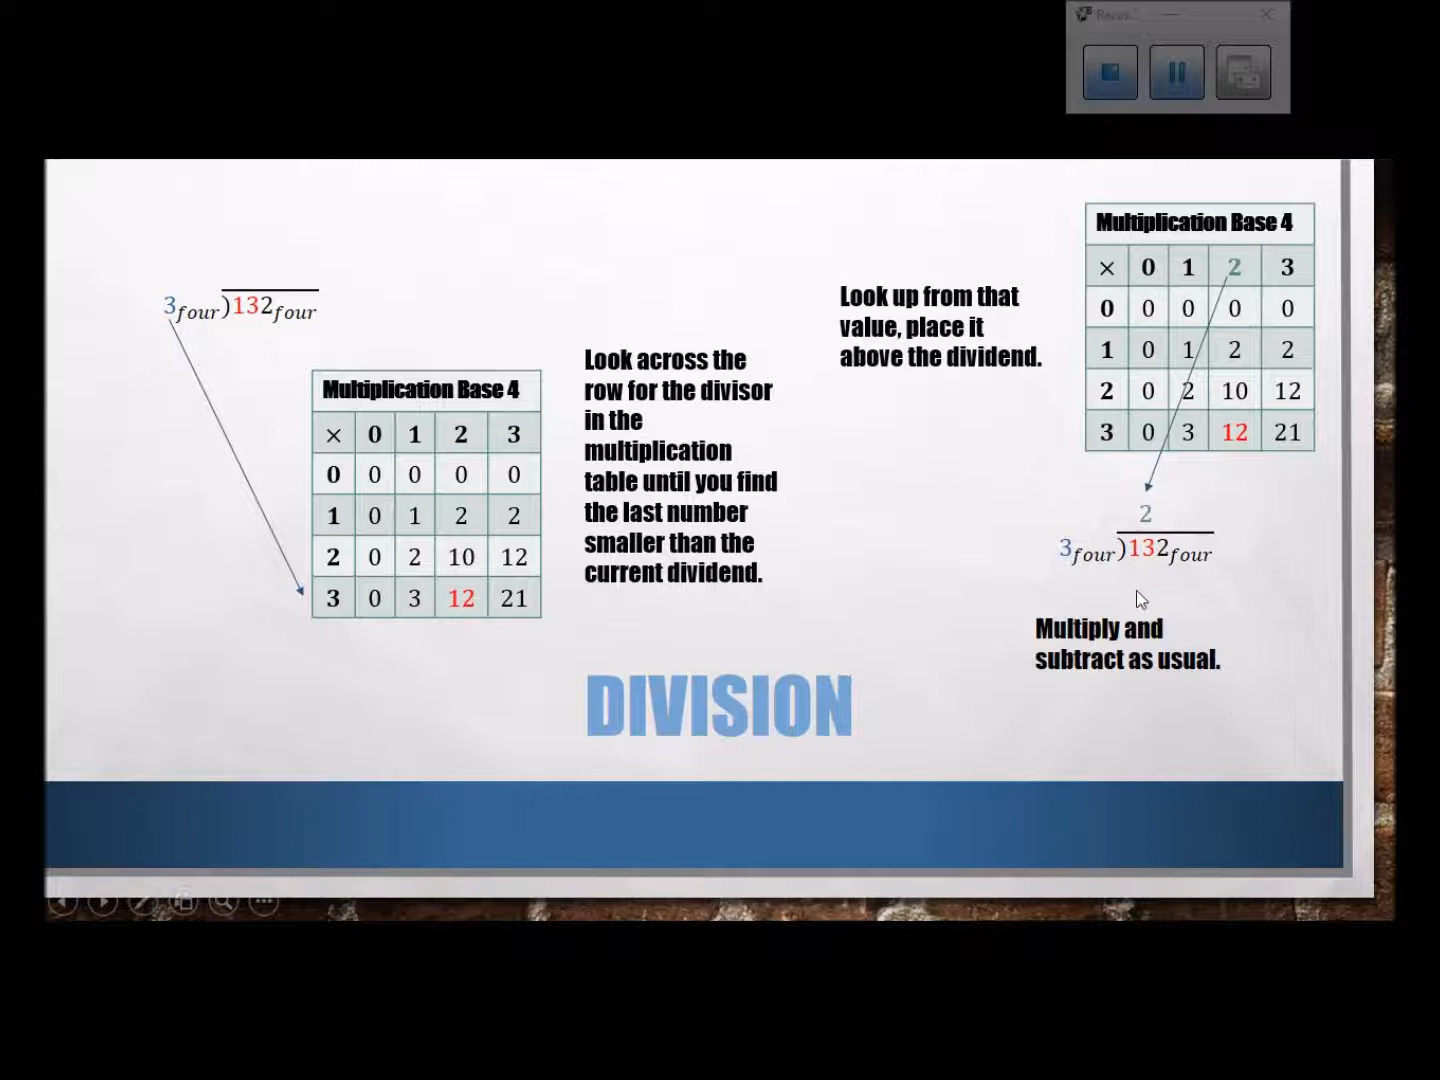 Recor...
3four)132four
Multiplication Base 4
× 0 1 2 3
0 0 0 0 0
1 0 1 2 2
2 0 2 10 12
3 0 3 12 21
Look across the
row for the divisor
in the
multiplication
table until you find
the last number
smaller than the
current dividend.
Look up from that
value, place it
above the dividend.
Multiplication Base 4
× 0 1 2 3
0 0 0 0 0
1 0 1 2 2
2 0 2 10 12
3 0 3 12 21
2
3four)132four
Multiply and
subtract as usual.
DIVISION